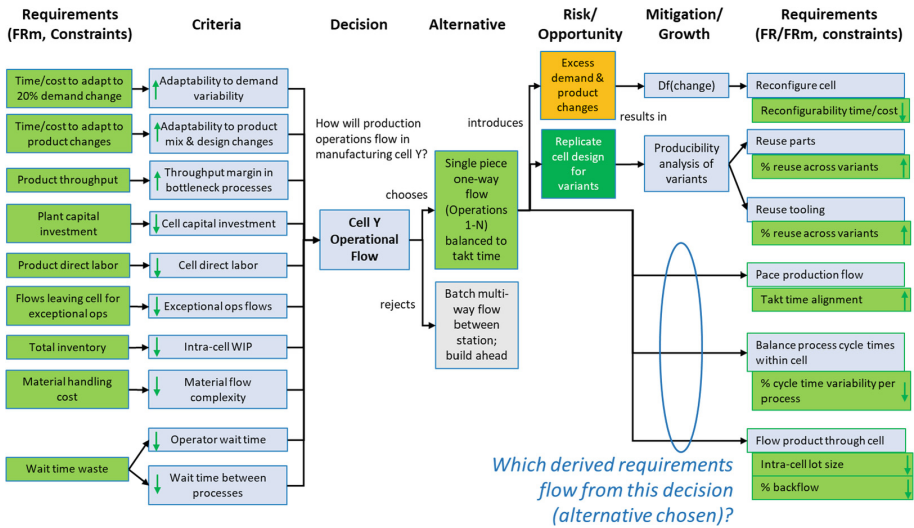 Requirements
(FRm, Constraints)
Criteria
Decision
Alternative
Risk/
Opportunity
Mitigation/
Growth
Requirements
(FR/FRm, constraints)
Time/cost to adapt to
20% demand change
Time/cost to adapt to
product changes
Product throughput
Plant capital
investment
Product direct labor
Flows leaving cell for
exceptional ops
Total inventory
Material handling
cost
Wait time waste
Adaptability to demand
variability
Adaptability to product
mix & design changes
Throughput margin in
bottleneck processes
Cell capital investment
Cell direct labor
Exceptional ops flows
Intra-cell WIP
Material flow
complexity
Operator wait time
Wait time between
processes
How will production
operations flow in
manufacturing cell Y?
Cell Y
Operational
Flow
chooses
rejects
Single piece
one-way
flow
(Operations
1-N)
balanced to
takt time
Batch multi-
way flow
between
station;
build ahead
introduces
Excess
demand &
product
changes
Replicate
cell design
for
variants
results in
Df(change)
Producibility
analysis of
variants
Reconfigure cell
Reconfigurability time/cost
Reuse parts
% reuse across variants
Reuse tooling
% reuse across variants
Pace production flow
Takt time alignment
Balance process cycle times
within cell
% cycle time variability per
process
Flow product through cell
Intra-cell lot size
% backflow
Which derived requirements
flow from this decision
(alternative chosen)?